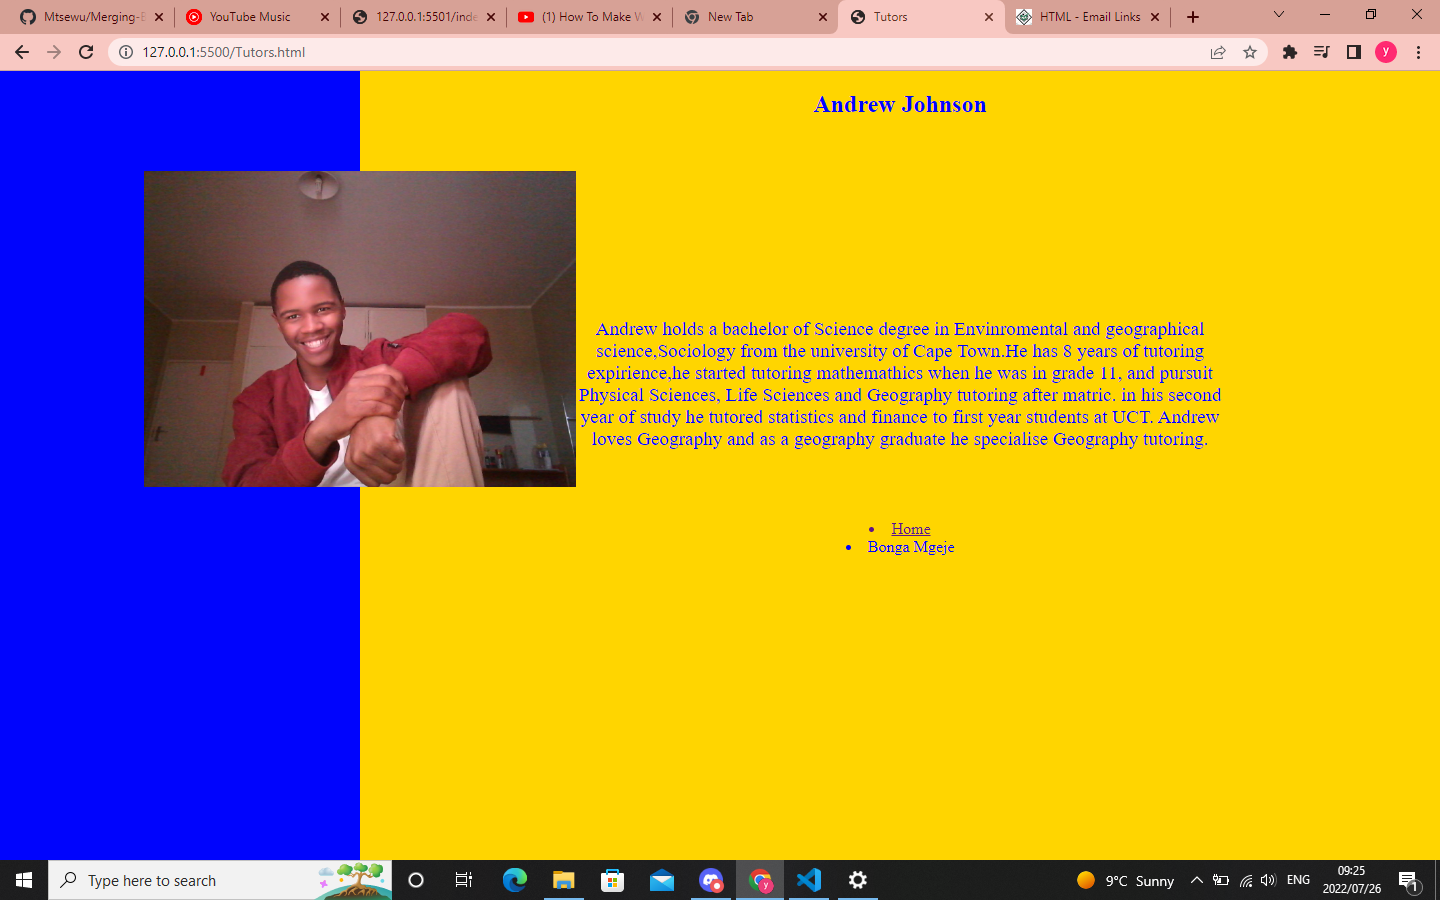 Mtsewu/Merging-E
YouTube Music
127.0.0.1:5501/inde
(1) How To Make W
New Tab
Tutors
HTML - Email Links
127.0.0.1:5500/Tutors.html
y
Andrew Johnson
Andrew holds a bachelor of Science degree in Envinromental and geographical
science,Sociology from the university of Cape Town.He has 8 years of tutoring
expirience,he started tutoring mathemathics when he was in grade 11, and pursuit
Physical Sciences, Life Sciences and Geography tutoring after matric. in his second
year of study he tutored statistics and finance to first year students at UCT. Andrew
loves Geography and as a geography graduate he specialise Geography tutoring.
Home
Bonga Mgeje
Type here to search
y
9°C Sunny
ENG
09:25
2022/07/26
1